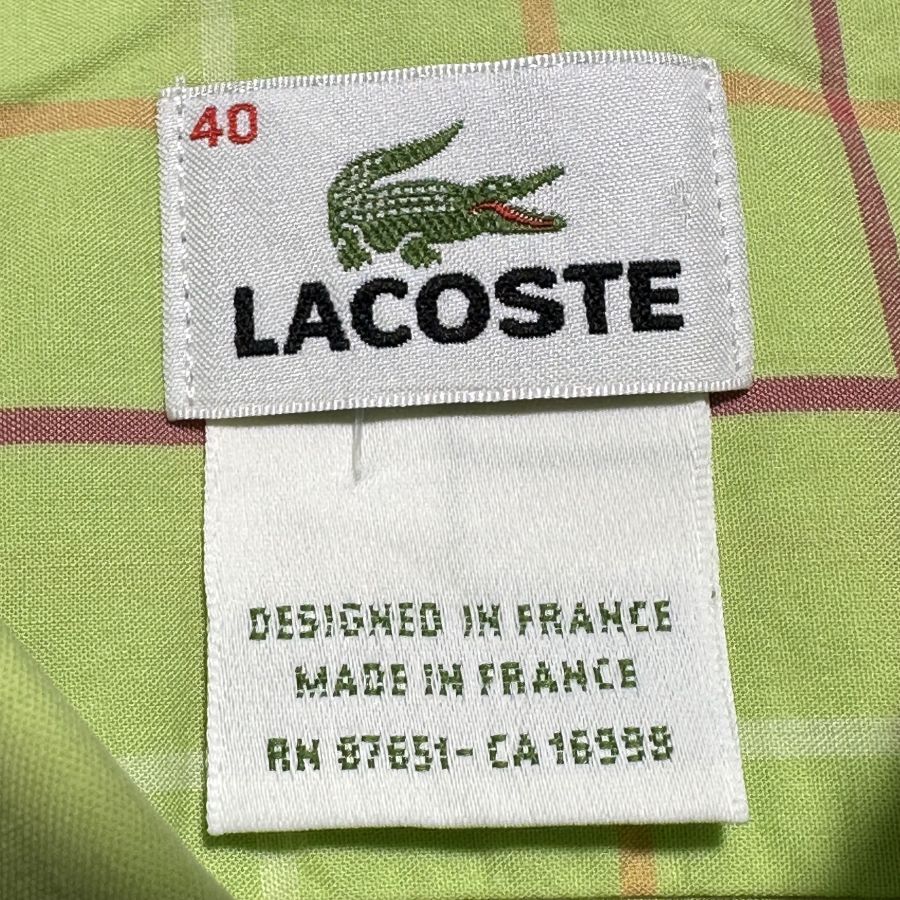 40
LACOSTE
DESIGNED IN FRANCE
MADE IN FRANCE
RN 87651 - CA 16999